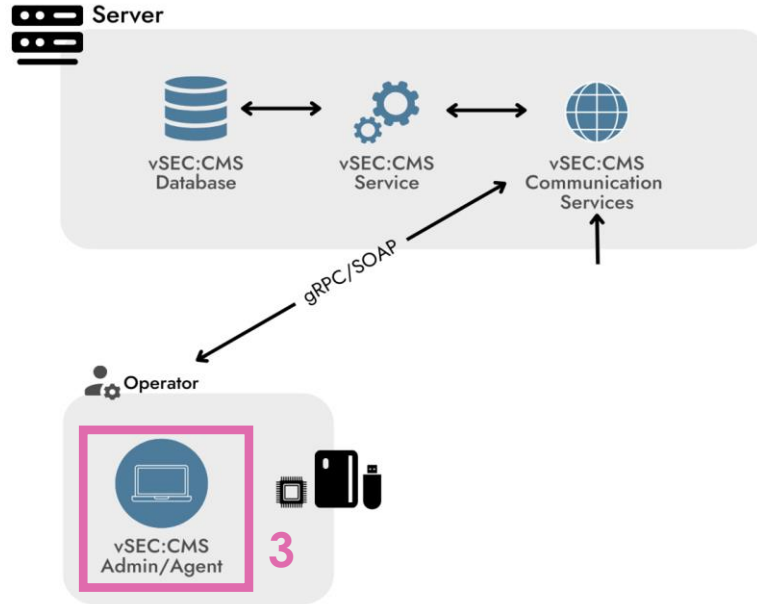 Server
vSEC:CMS
Database
vSEC:CMS
Service
vSEC:CMS
Communication
Services
gRPC/SOAP
Operator
vSEC:CMS
Admin/Agent
3